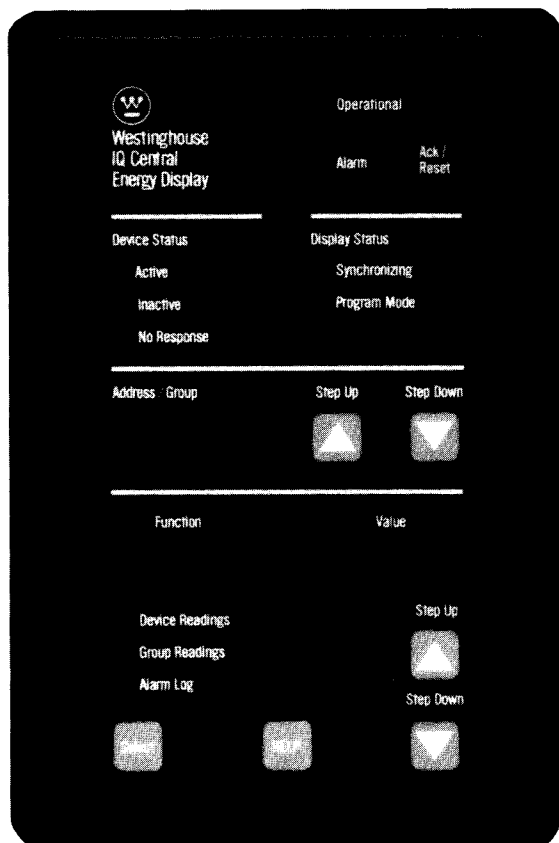 Westinghouse
IQ Central
Energy Display
Operational
Alarm
Ack /
Reset
Device Status
Active
Inactive
No Response
Display Status
Synchronizing
Program Mode
Address / Group
Step Up
Step Down
Function
Value
Device Readings
Group Readings
Alarm Log
Step Up
Step Down
Select
HELP